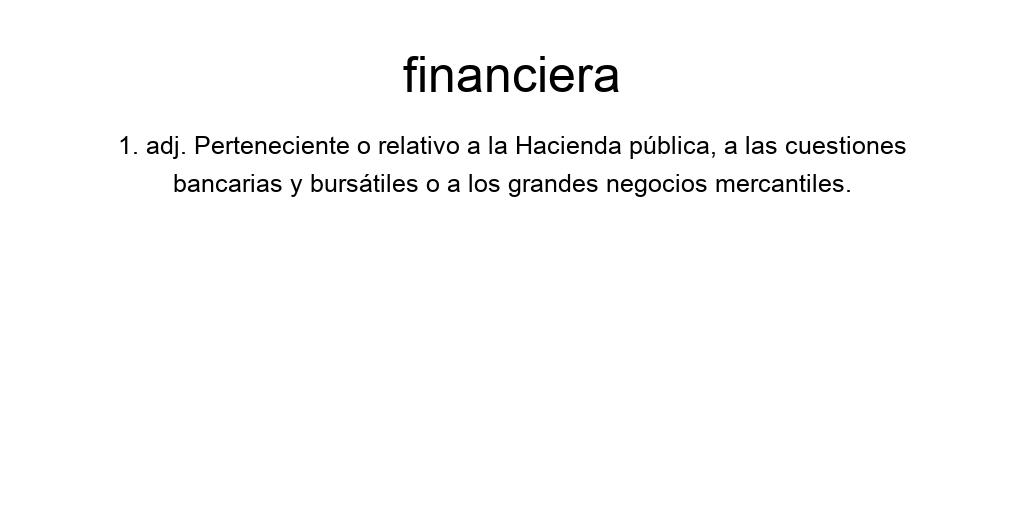 financiera
1. adj. Perteneciente o relativo a la Hacienda pública, a las cuestiones
bancarias y bursátiles o a los grandes negocios mercantiles.